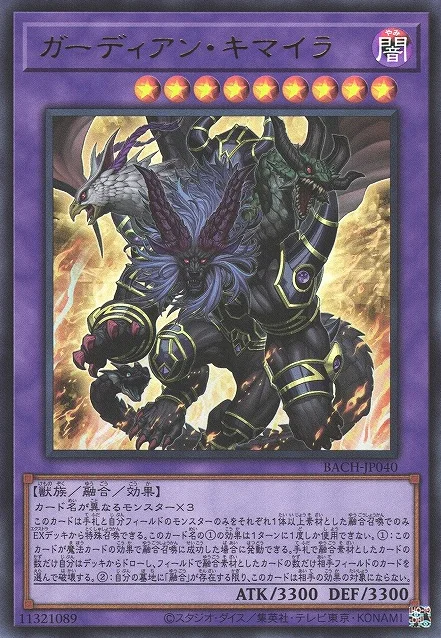 ガーディアン・キマイラ
闇
BACH-JP040
【獣族／融合／効果】
カード名が異なるモンスター×３
このカードは手札と自分フィールドのモンスターのみをそれぞれ１体以上素材とした融合召喚でのみ
EXデッキから特殊召喚できる。このカード名の①の効果は１ターンに１度しか使用できない。①：この
カードが魔法カードの効果で融合召喚に成功した場合に発動できる。手札で融合素材としたカードの
数だけ自分はデッキからドローし、フィールドで融合素材としたカードの数だけ相手フィールドのカードを
選んで破壊する。②：自分の墓地に「融合」が存在する限り、このカードは相手の効果の対象にならない。
ATK/3300 DEF/3300
11321089
©スタジオ・ダイス／集英社・テレビ東京・KONAMI